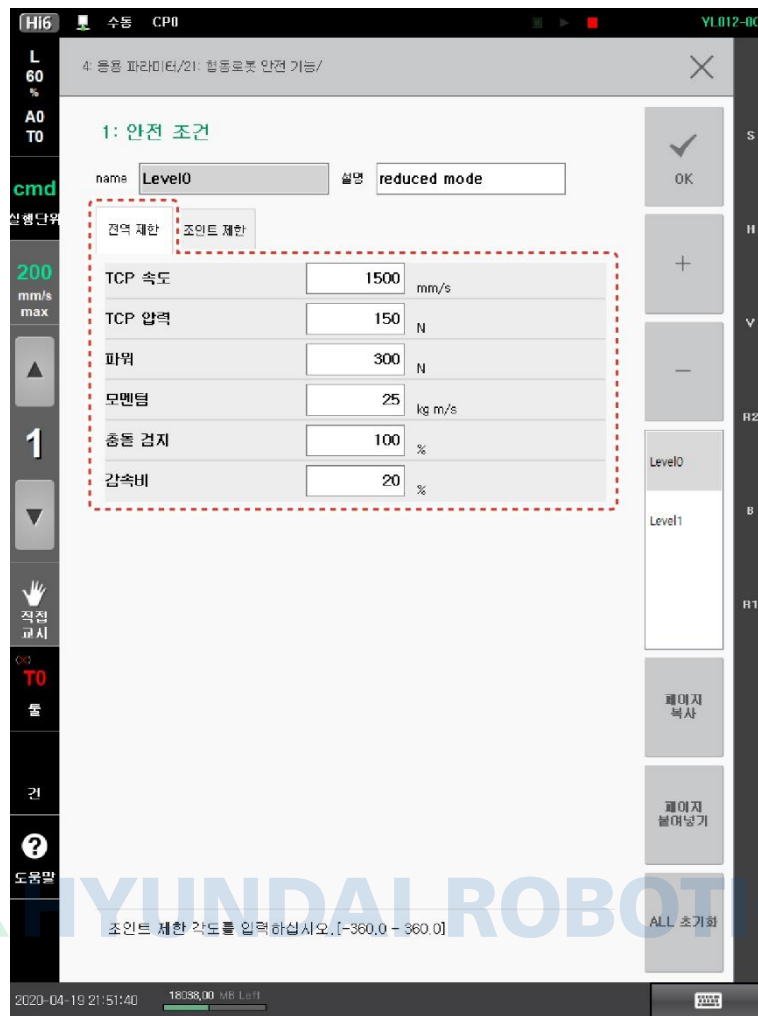 Hi6 수동 CP0 YL012-0
L
60
%
A0
T0
cmd
실행단위
200
mm/s
max
1
직접
교시
T0
툴
건
도움말
4: 응용 파라미터/21: 협동로봇 안전 기능/
1: 안전 조건
name Level0 설명 reduced mode
전역 제한 조인트 제한
TCP 속도 1500 mm/s
TCP 압력 150 N
파워 300 N
모멘텀 25 kg m/s
충돌 검지 100 %
감속비 20 %
OK
+
−
Level0
Level1
페이지
복사
페이지
붙여넣기
ALL 초기화
S
H
V
R2
B
R1
HYUNDAI ROBOTI
조인트 제한 각도를 입력하십시오.[-360.0 - 360.0]
2020-04-19 21:51:40 18038,00 MB Left